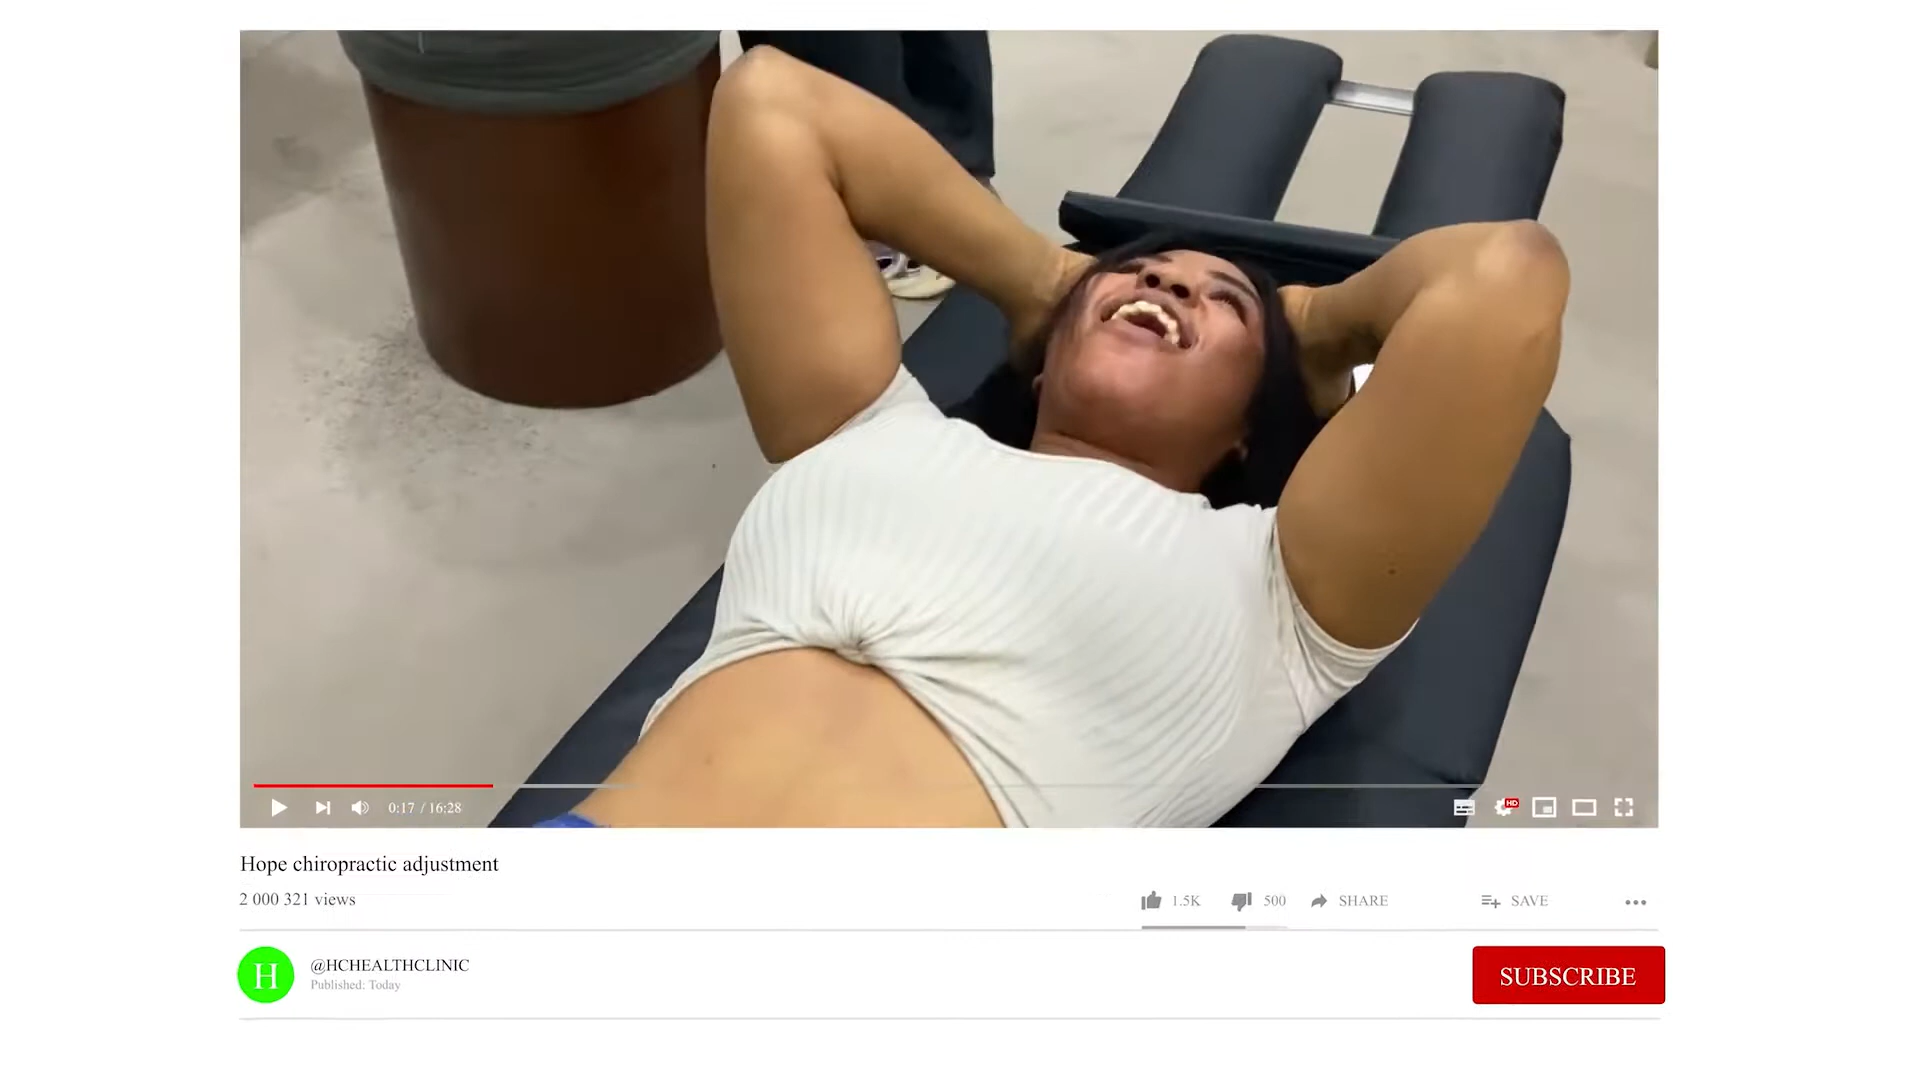 0:17 / 16:28
HD
Hope chiropractic adjustment
2 000 321 views
1.5K
500
SHARE
SAVE
H
@HCHEALTHCLINIC
Published: Today
SUBSCRIBE